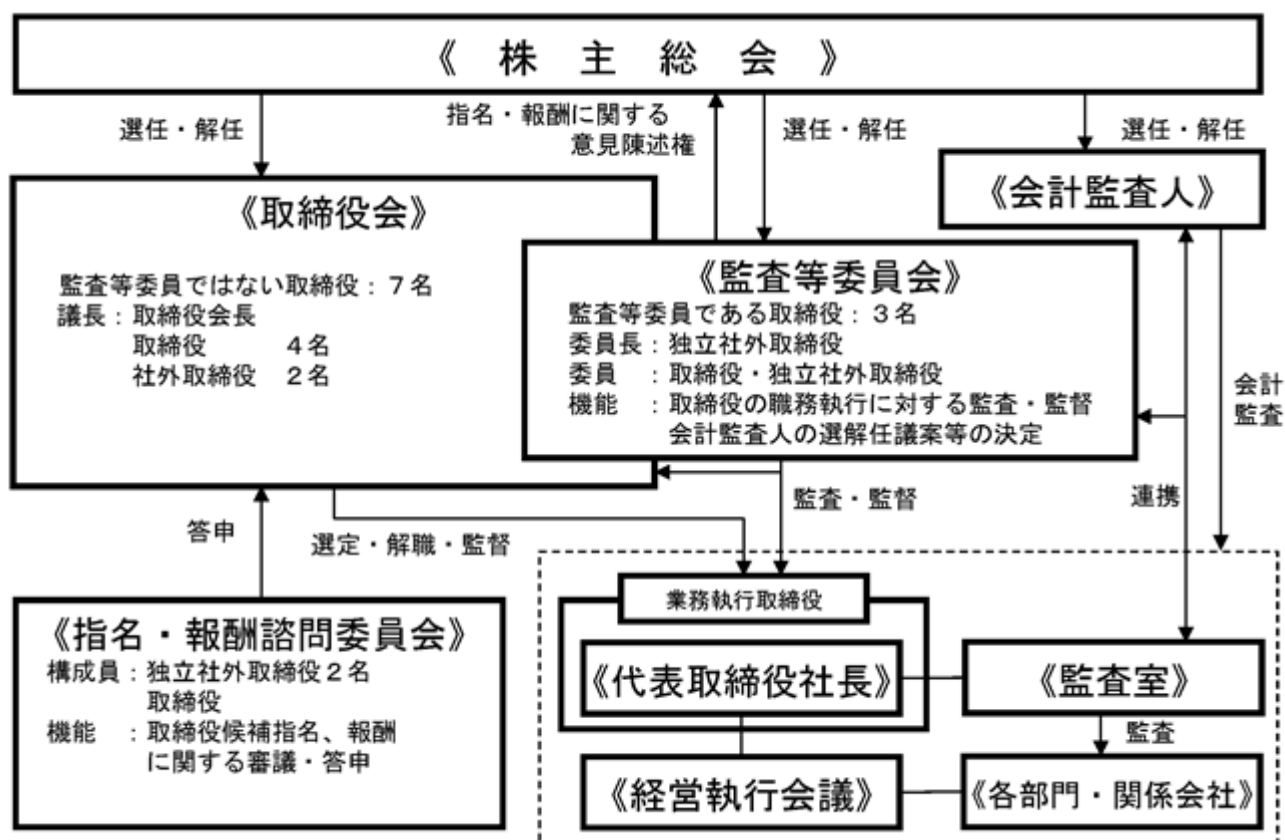 《 株 主 総 会 》
選任・解任
指名・報酬に関する
意見陳述権
選任・解任
選任・解任
《取締役会》
監査等委員ではない取締役：７名
議長：取締役会長
取締役 ４名
社外取締役 ２名
《監査等委員会》
監査等委員である取締役：３名
委員長：独立社外取締役
委員 ：取締役・独立社外取締役
機能 ：取締役の職務執行に対する監査・監督
会計監査人の選解任議案等の決定
《会計監査人》
会計
監査
連携
監査・監督
選定・解職・監督
答申
《指名・報酬諮問委員会》
構成員：独立社外取締役２名
取締役
機能 ：取締役候補指名、報酬
に関する審議・答申
業務執行取締役
《代表取締役社長》
《監査室》
監査
《経営執行会議》
《各部門・関係会社》